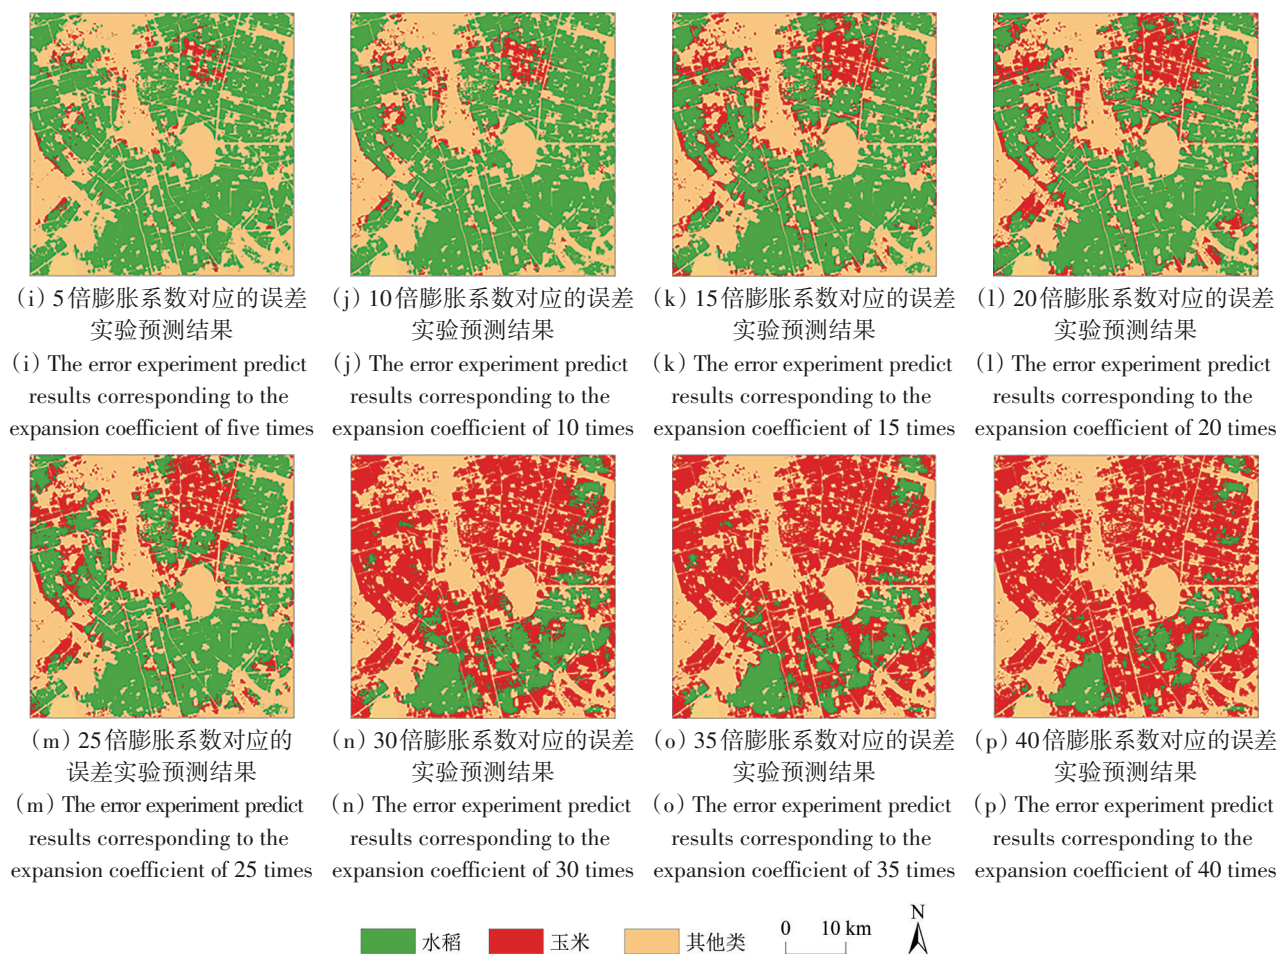 (i) 5倍膨胀系数对应的误差
实验预测结果
(i) The error experiment predict
results corresponding to the
expansion coefficient of five times
(j) 10倍膨胀系数对应的误差
实验预测结果
(j) The error experiment predict
results corresponding to the
expansion coefficient of 10 times
(k) 15倍膨胀系数对应的误差
实验预测结果
(k) The error experiment predict
results corresponding to the
expansion coefficient of 15 times
(l) 20倍膨胀系数对应的误差
实验预测结果
(l) The error experiment predict
results corresponding to the
expansion coefficient of 20 times
(m) 25倍膨胀系数对应的
误差实验预测结果
(m) The error experiment predict
results corresponding to the
expansion coefficient of 25 times
(n) 30倍膨胀系数对应的误差
实验预测结果
(n) The error experiment predict
results corresponding to the
expansion coefficient of 30 times
(o) 35倍膨胀系数对应的误差
实验预测结果
(o) The error experiment predict
results corresponding to the
expansion coefficient of 35 times
(p) 40倍膨胀系数对应的误差
实验预测结果
(p) The error experiment predict
results corresponding to the
expansion coefficient of 40 times
水稻
玉米
其他类
0 10 km
N